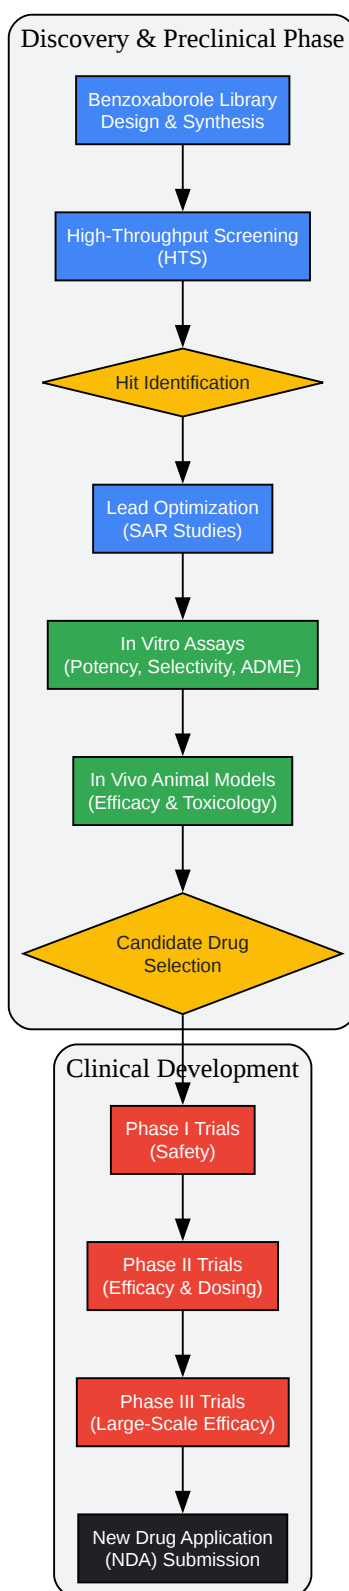 Discovery & Preclinical Phase
Benzoxaborole Library
Design & Synthesis
High-Throughput Screening
(HTS)
Hit Identification
Lead Optimization
(SAR Studies)
In Vitro Assays
(Potency, Selectivity, ADME)
In Vivo Animal Models
(Efficacy & Toxicology)
Candidate Drug
Selection
Clinical Development
Phase I Trials
(Safety)
Phase II Trials
(Efficacy & Dosing)
Phase III Trials
(Large-Scale Efficacy)
New Drug Application
(NDA) Submission